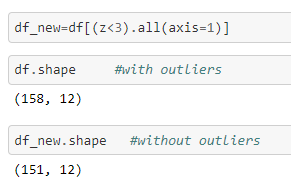 df_new=df[(z<3).all(axis=1)]
df.shape #with outliers
(158, 12)
df_new.shape #without outliers
(151, 12)